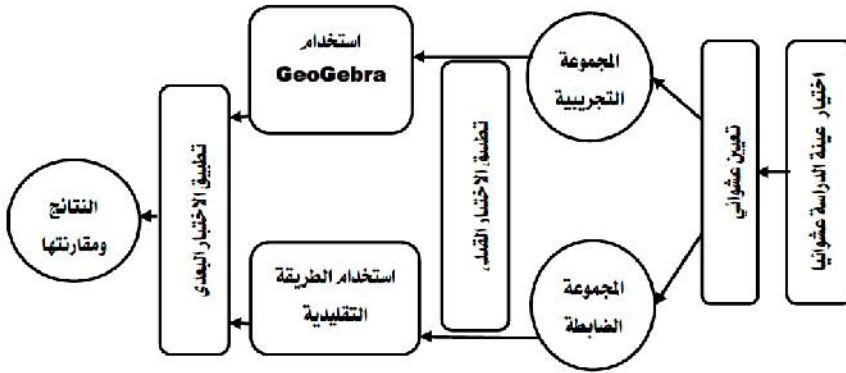 اختيار عينة الدراسة عشوائيا
تعيين عشوائي
المجموعة
التجريبية
المجموعة
الضابطة
تطبيق الاختبار القبلي
استخدام
GeoGebra
استخدام الطريقة
التقليدية
تطبيق الاختبار البعدي
النتائج
ومقارنتها